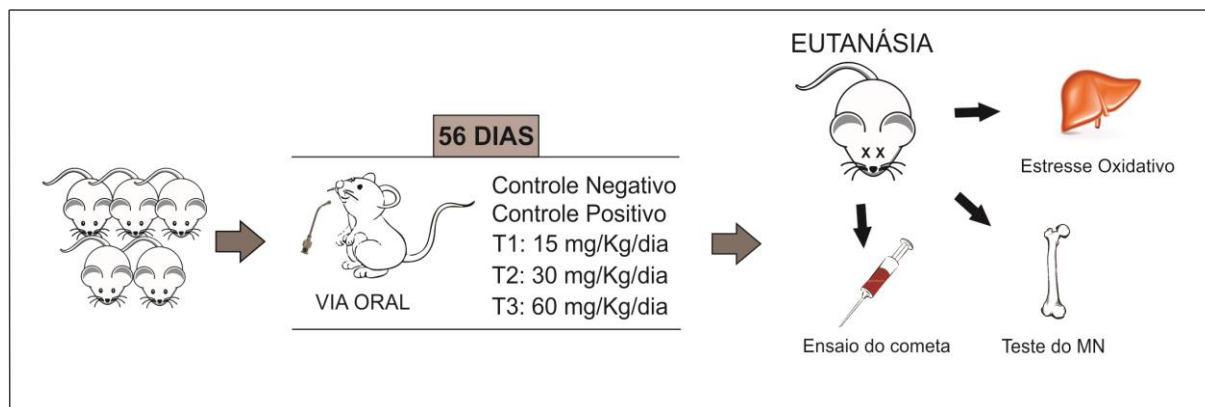 56 DIAS
VIA ORAL
Controle Negativo
Controle Positivo
T1: 15 mg/Kg/dia
T2: 30 mg/Kg/dia
T3: 60 mg/Kg/dia
EUTANÁSIA
x x
Estresse Oxidativo
Ensaio do cometa
Teste do MN